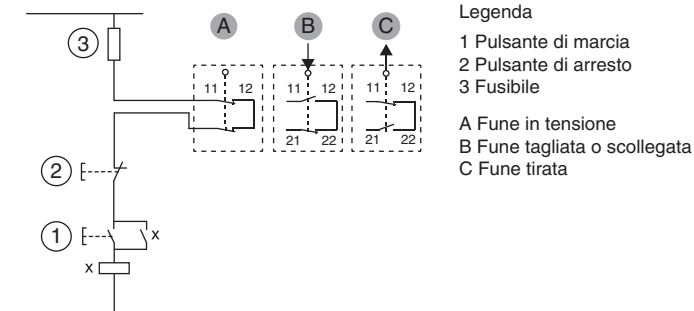 3
A
B
C
11 12
11 12
11 12
21 22
21 22
2
1
x
x
Legenda
1 Pulsante di marcia
2 Pulsante di arresto
3 Fusibile
A Fune in tensione
B Fune tagliata o scollegata
C Fune tirata